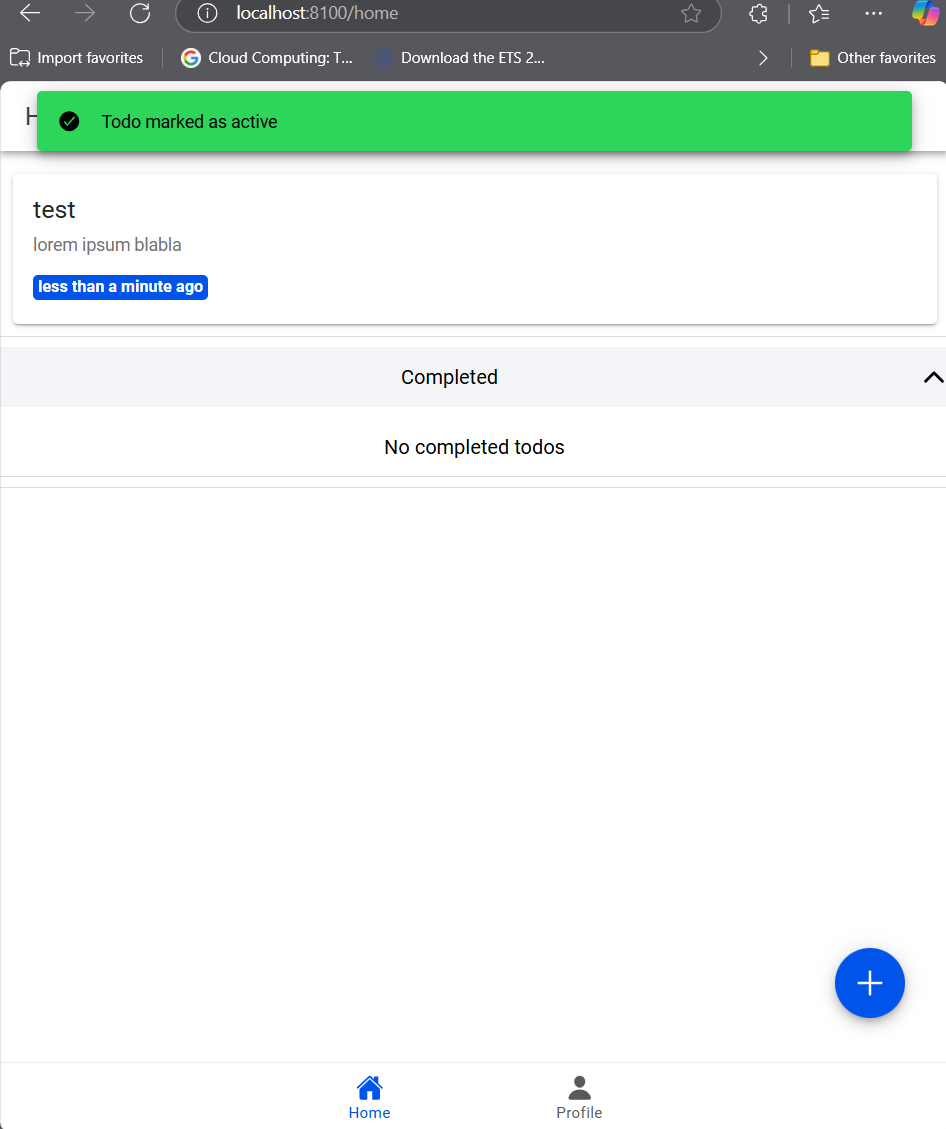 localhost:8100/home
Import favorites
Cloud Computing: T...
Download the ETS 2...
Other favorites
H
Todo marked as active
test
lorem ipsum blabla
less than a minute ago
Completed
No completed todos
Home
Profile